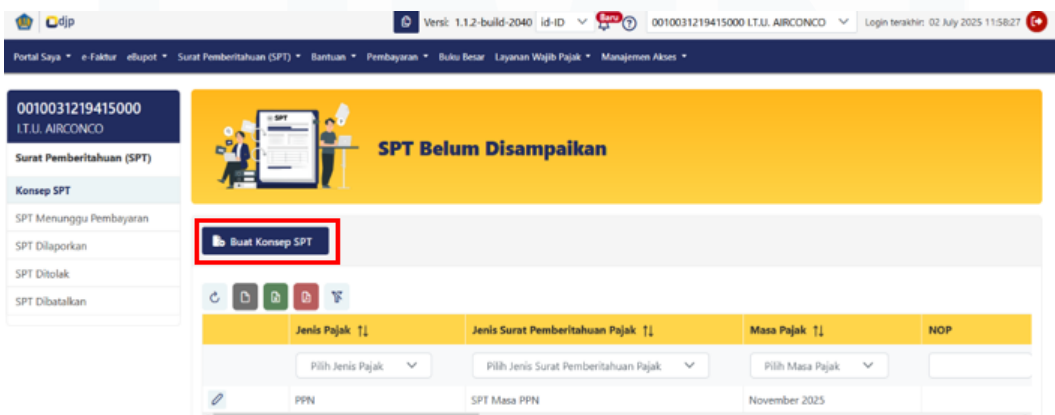 djp Versi: 1.1.2-build-2040 id-ID Baru 0010031219415000 I.T.U. AIRCONCO Login terakhir: 02 July 2025 11:58:27
Portal Saya e-Faktur eBupot Surat Pemberitahuan (SPT) Bantuan Pembayaran Buku Besar Layanan Wajib Pajak Manajemen Akses
0010031219415000
I.T.U. AIRCONCO
Surat Pemberitahuan (SPT)
Konsep SPT
SPT Menunggu Pembayaran
SPT Dilaporkan
SPT Ditolak
SPT Dibatalkan
SPT
SPT Belum Disampaikan
Buat Konsep SPT
Jenis Pajak Jenis Surat Pemberitahuan Pajak Masa Pajak NOP
Pilih Jenis Pajak Pilih Jenis Surat Pemberitahuan Pajak Pilih Masa Pajak
PPN SPT Masa PPN November 2025